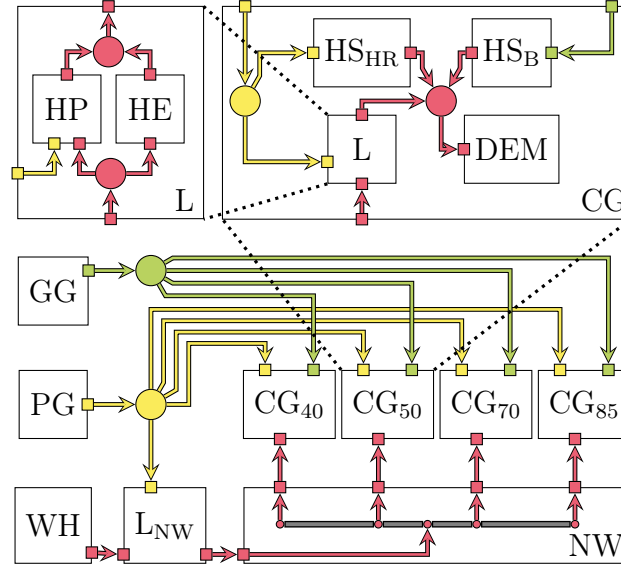 HS_HR HS_B
HP HE
L DEM
L CG
GG
PG CG_40 CG_50 CG_70 CG_85
WH L_NW NW